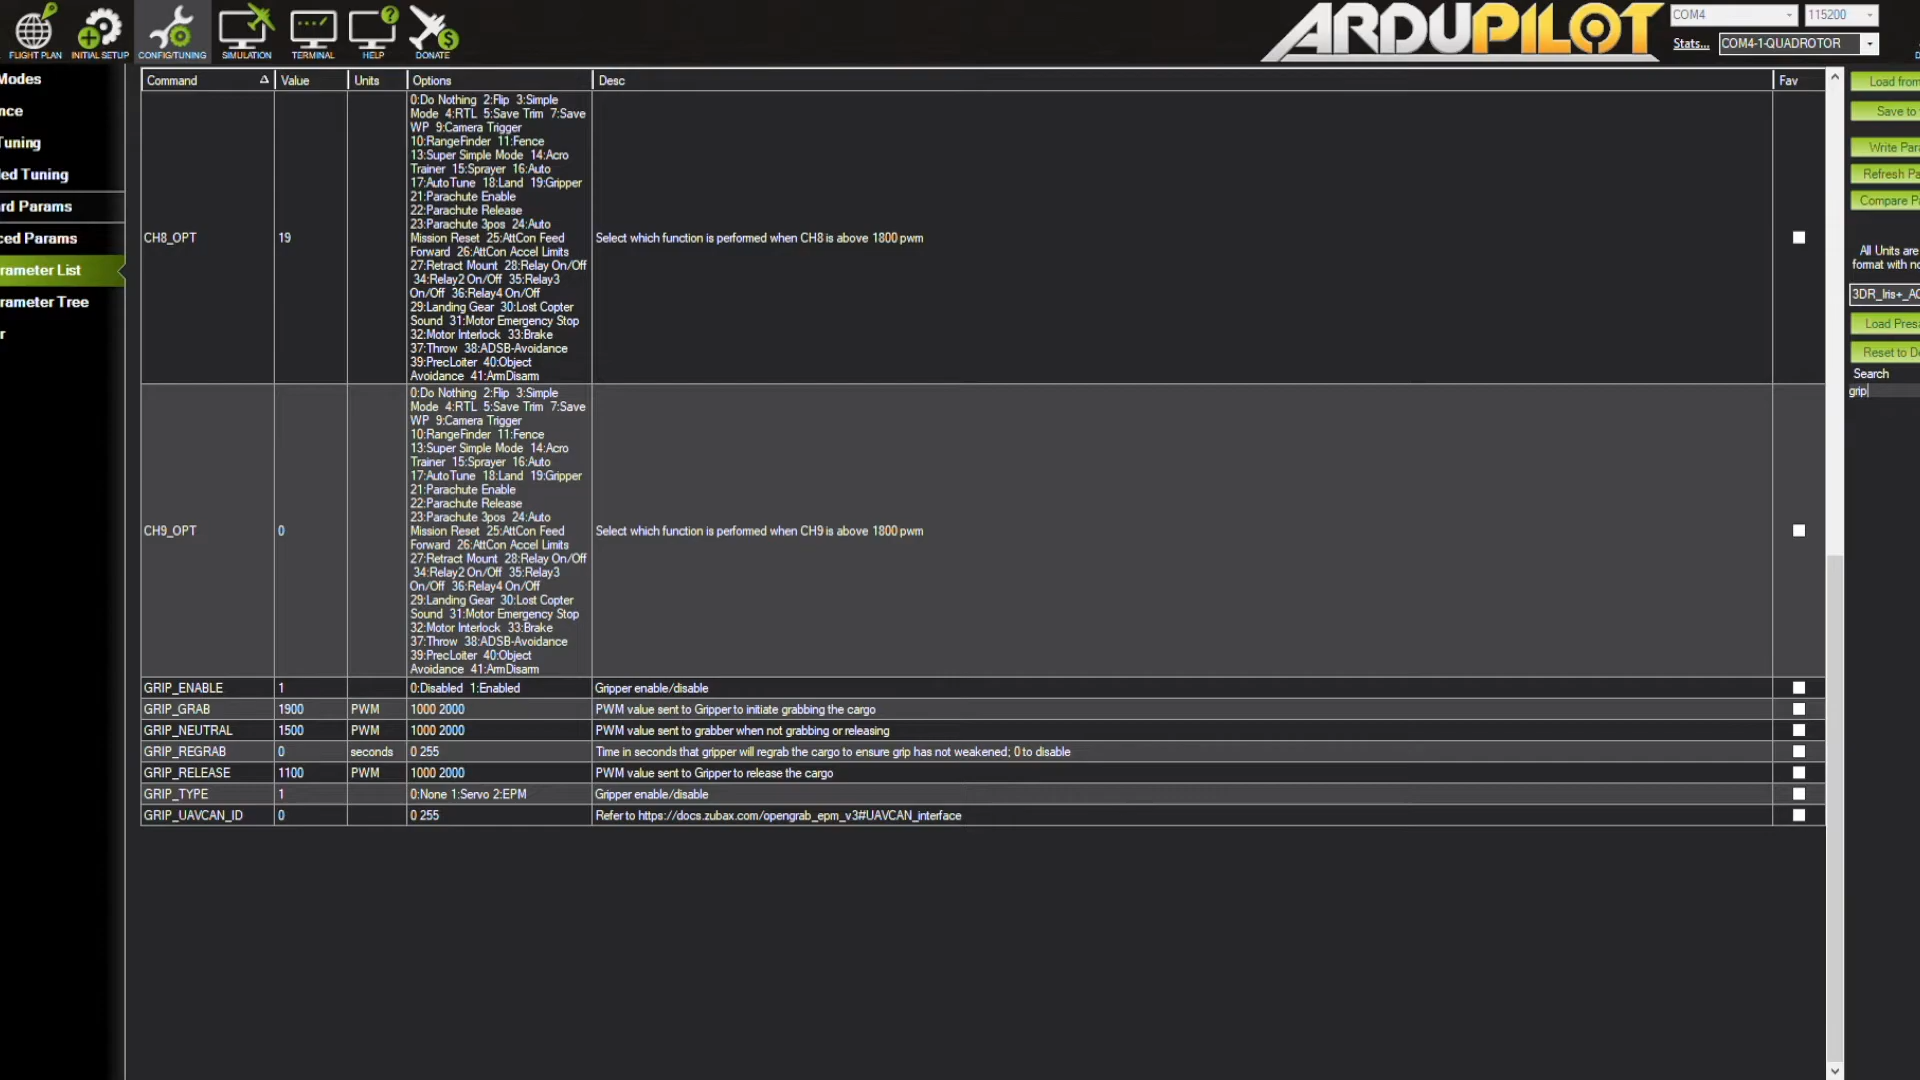 FLIGHT PLAN INITIAL SETUP CONFIG/TUNING SIMULATION TERMINAL HELP DONATE
ARDUPILOT
COM4 115200
Stats... COM4-1-QUADROTOR
Modes
nce
Tuning
led Tuning
rd Params
ced Params
rameter List
rameter Tree
r
Command Value Units Options Desc Fav
0:Do Nothing 2:Flip 3:Simple
Mode 4:RTL 5:Save Trim 7:Save
WP 9:Camera Trigger
10:RangeFinder 11:Fence
13:Super Simple Mode 14:Acro
Trainer 15:Sprayer 16:Auto
17:AutoTune 18:Land 19:Gripper
21:Parachute Enable
22:Parachute Release
23:Parachute 3pos 24:Auto
Mission Reset 25:AttCon Feed
Forward 26:AttCon Accel Limits
27:Retract Mount 28:Relay On/Off
34:Relay2 On/Off 35:Relay3
On/Off 36:Relay4 On/Off
29:Landing Gear 30:Lost Copter
Sound 31:Motor Emergency Stop
32:Motor Interlock 33:Brake
37:Throw 38:ADSB-Avoidance
39:PrecLoiter 40:Object
Avoidance 41:ArmDisarm
CH8_OPT 19 Select which function is performed when CH8 is above 1800 pwm
0:Do Nothing 2:Flip 3:Simple
Mode 4:RTL 5:Save Trim 7:Save
WP 9:Camera Trigger
10:RangeFinder 11:Fence
13:Super Simple Mode 14:Acro
Trainer 15:Sprayer 16:Auto
17:AutoTune 18:Land 19:Gripper
21:Parachute Enable
22:Parachute Release
23:Parachute 3pos 24:Auto
Mission Reset 25:AttCon Feed
Forward 26:AttCon Accel Limits
27:Retract Mount 28:Relay On/Off
34:Relay2 On/Off 35:Relay3
On/Off 36:Relay4 On/Off
29:Landing Gear 30:Lost Copter
Sound 31:Motor Emergency Stop
32:Motor Interlock 33:Brake
37:Throw 38:ADSB-Avoidance
39:PrecLoiter 40:Object
Avoidance 41:ArmDisarm
CH9_OPT 0 Select which function is performed when CH9 is above 1800 pwm
GRIP_ENABLE 1 0:Disabled 1:Enabled Gripper enable/disable
GRIP_GRAB 1900 PWM 1000 2000 PWM value sent to Gripper to initiate grabbing the cargo
GRIP_NEUTRAL 1500 PWM 1000 2000 PWM value sent to grabber when not grabbing or releasing
GRIP_REGRAB 0 seconds 0 255 Time in seconds that gripper will regrab the cargo to ensure grip has not weakened; 0 to disable
GRIP_RELEASE 1100 PWM 1000 2000 PWM value sent to Gripper to release the cargo
GRIP_TYPE 1 0:None 1:Servo 2:EPM Gripper enable/disable
GRIP_UAVCAN_ID 0 0 255 Refer to https://docs.zubax.com/opengrab_epm_v3#UAVCAN_interface
Load from
Save to
Write Para
Refresh Pa
Compare Pa
All Units are
format with no
3DR_Iris+_AC
Load Presa
Reset to De
Search
grip